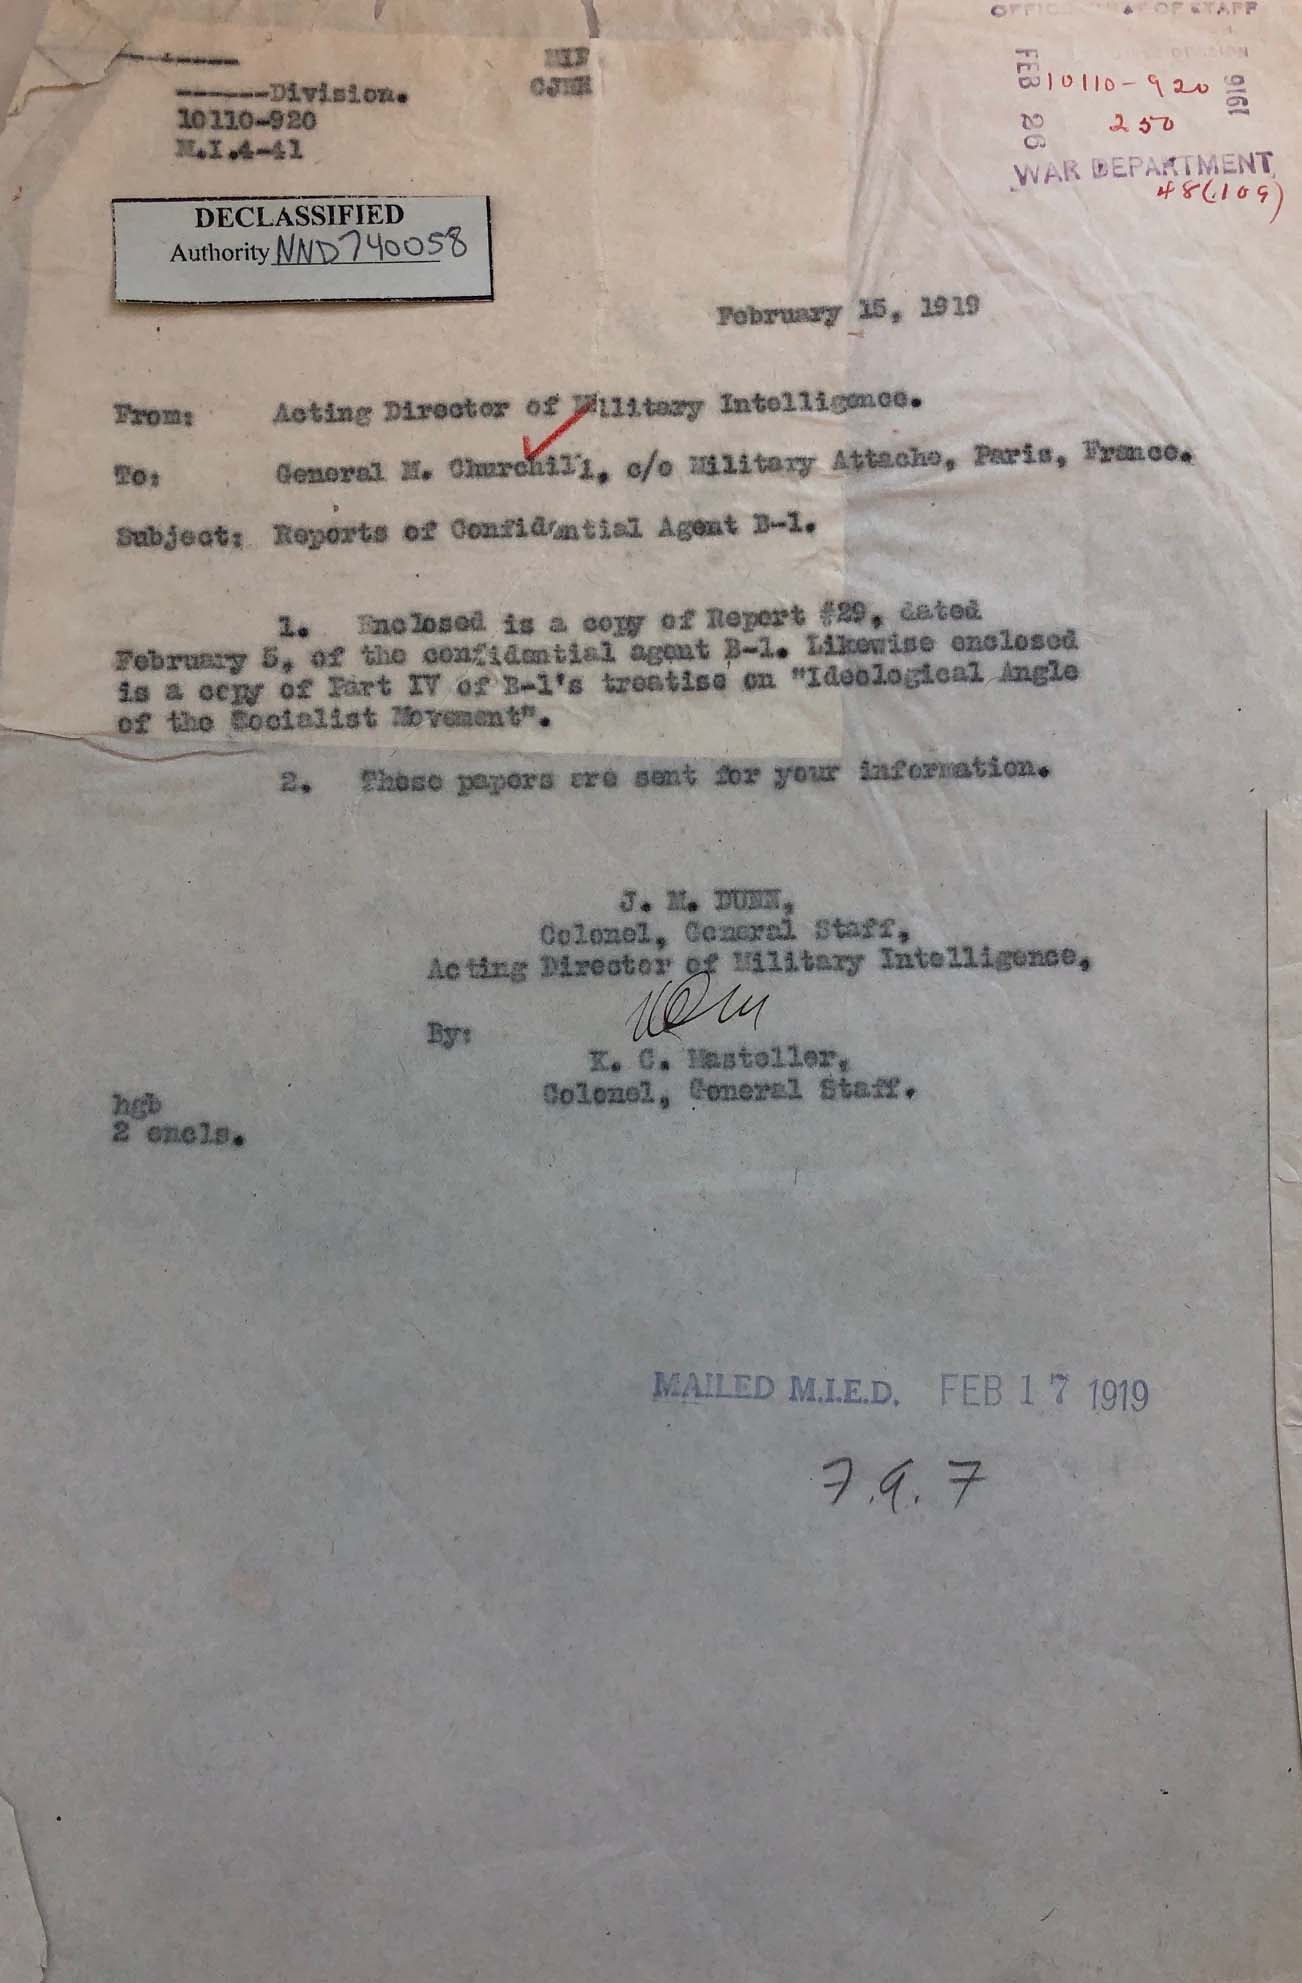 OF STAFF
FEB 26 1919
10110-920
250
WAR DEPARTMENT
48(.109)
------Division.
10110-920
M.I.4-41
DECLASSIFIED
Authority NND740058
February 15, 1919
From: Acting Director of Military Intelligence.
To: General M. Churchill, c/o Military Attache, Paris, France.
Subject: Reports of Confidential Agent B-1.
1. Enclosed is a copy of Report #29, dated
February 5, of the confidential agent B-1. Likewise enclosed
is a copy of Part IV of B-1's treatise on "Ideological Angle
of the Socialist Movement".
2. These papers are sent for your information.
J. M. DUNN,
Colonel, General Staff,
Acting Director of Military Intelligence,
By:
K. C. Masteller,
Colonel, General Staff.
hgb
2 encls.
MAILED M.I.E.D. FEB 17 1919
7.9.7